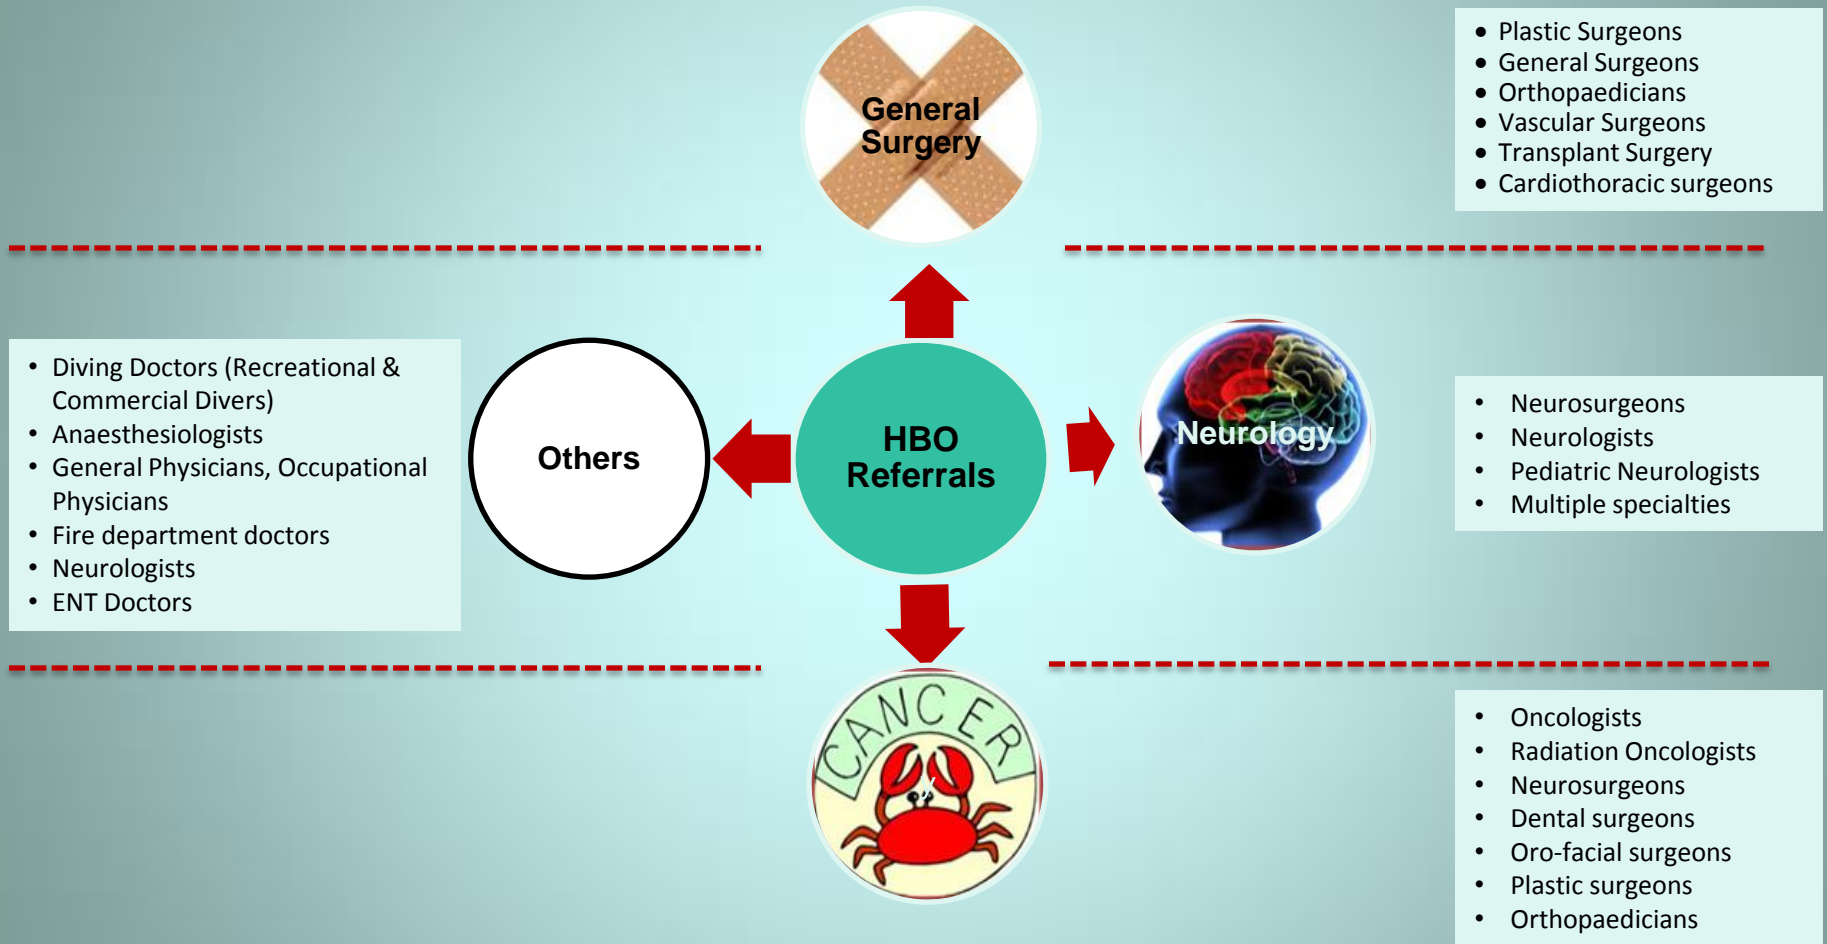 General
Surgery
• Plastic Surgeons
• General Surgeons
• Orthopaedicians
• Vascular Surgeons
• Transplant Surgery
• Cardiothoracic surgeons
• Diving Doctors (Recreational &
Commercial Divers)
• Anaesthesiologists
• General Physicians, Occupational
Physicians
• Fire department doctors
• Neurologists
• ENT Doctors
Others
HBO
Referrals
Neurology
• Neurosurgeons
• Neurologists
• Pediatric Neurologists
• Multiple specialties
CANCER
• Oncologists
• Radiation Oncologists
• Neurosurgeons
• Dental surgeons
• Oro-facial surgeons
• Plastic surgeons
• Orthopaedicians